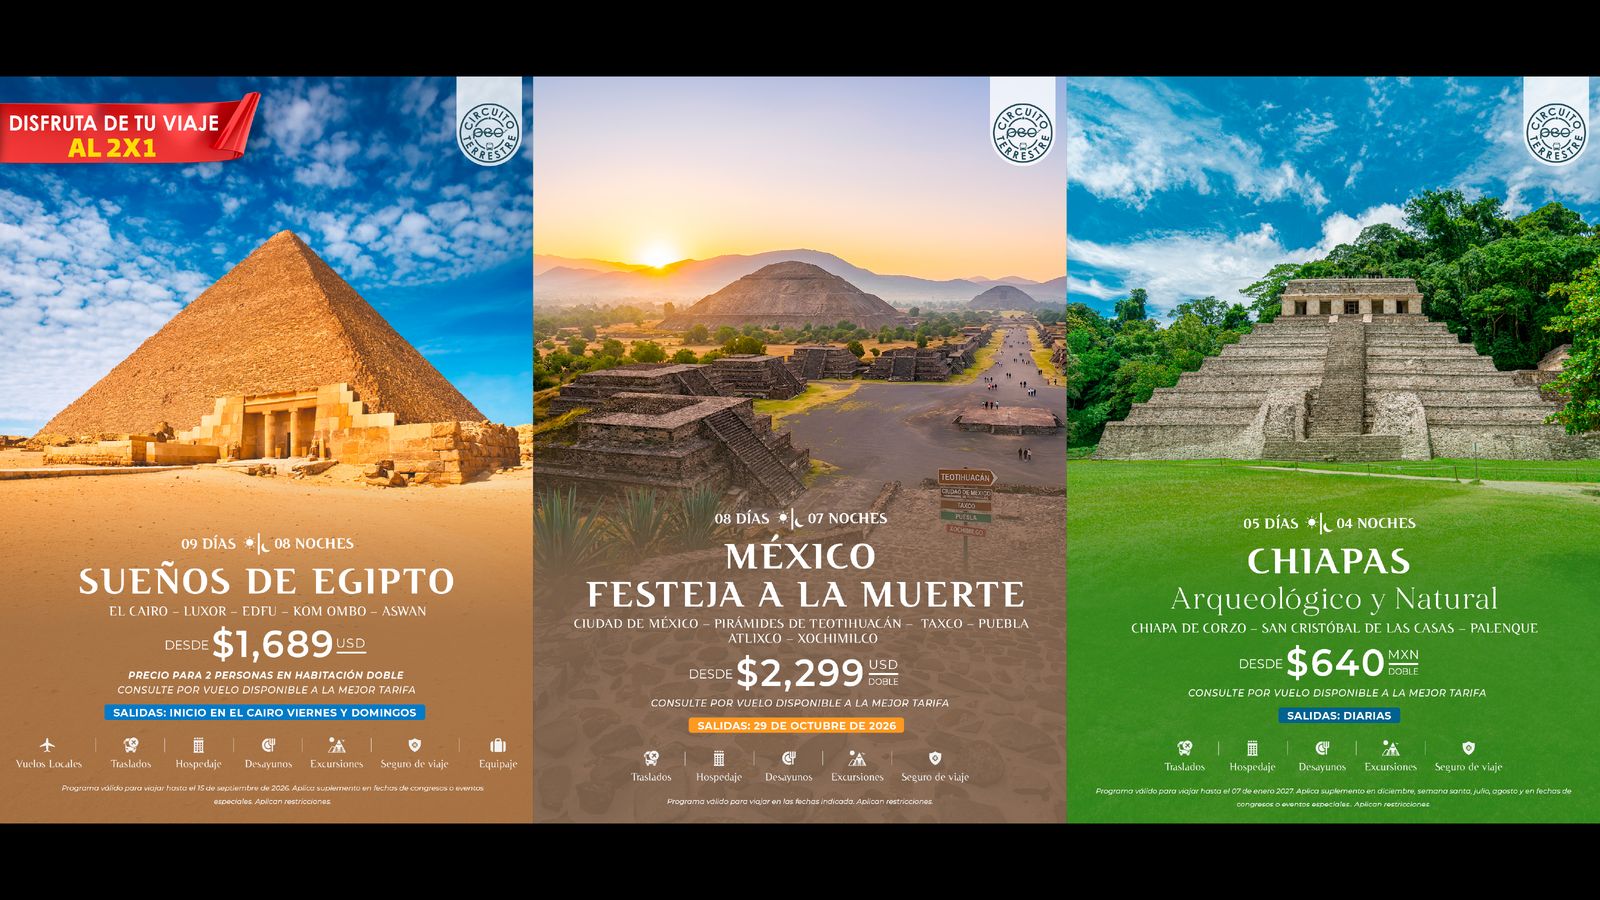 DISFRUTA DE TU VIAJE
AL 2X1
CIRCUITO
TERRESTRE
09 DÍAS 08 NOCHES
SUEÑOS DE EGIPTO
EL CAIRO – LUXOR – EDFU – KOM OMBO – ASWAN
DESDE $1,689 USD
PRECIO PARA 2 PERSONAS EN HABITACIÓN DOBLE
CONSULTE POR VUELO DISPONIBLE A LA MEJOR TARIFA
SALIDAS: INICIO EN EL CAIRO VIERNES Y DOMINGOS
Vuelos Locales Traslados Hospedaje Desayunos Excursiones Seguro de viaje Equipaje
Programa válido para viajar hasta el 15 de septiembre de 2026. Aplica suplemento en fechas de congresos o eventos
especiales. Aplican restricciones.
CIRCUITO
TERRESTRE
TEOTIHUACÁN
CIUDAD DE MÉXICO
TAXCO
PUEBLA
XOCHIMILCO
08 DÍAS 07 NOCHES
MÉXICO
FESTEJA A LA MUERTE
CIUDAD DE MÉXICO – PIRÁMIDES DE TEOTIHUACÁN – TAXCO – PUEBLA
ATLIXCO – XOCHIMILCO
DESDE $2,299 USD DOBLE
CONSULTE POR VUELO DISPONIBLE A LA MEJOR TARIFA
SALIDAS: 29 DE OCTUBRE DE 2026
Traslados Hospedaje Desayunos Excursiones Seguro de viaje
Programa válido para viajar en las fechas indicada. Aplican restricciones.
CIRCUITO
TERRESTRE
05 DÍAS 04 NOCHES
CHIAPAS
Arqueológico y Natural
CHIAPA DE CORZO – SAN CRISTÓBAL DE LAS CASAS – PALENQUE
DESDE $640 MXN DOBLE
CONSULTE POR VUELO DISPONIBLE A LA MEJOR TARIFA
SALIDAS: DIARIAS
Traslados Hospedaje Desayunos Excursiones Seguro de viaje
Programa válido para viajar hasta el 07 de enero 2027. Aplica suplemento en diciembre, semana santa, julio, agosto y en fechas de
congresos o eventos especiales.. Aplican restricciones.